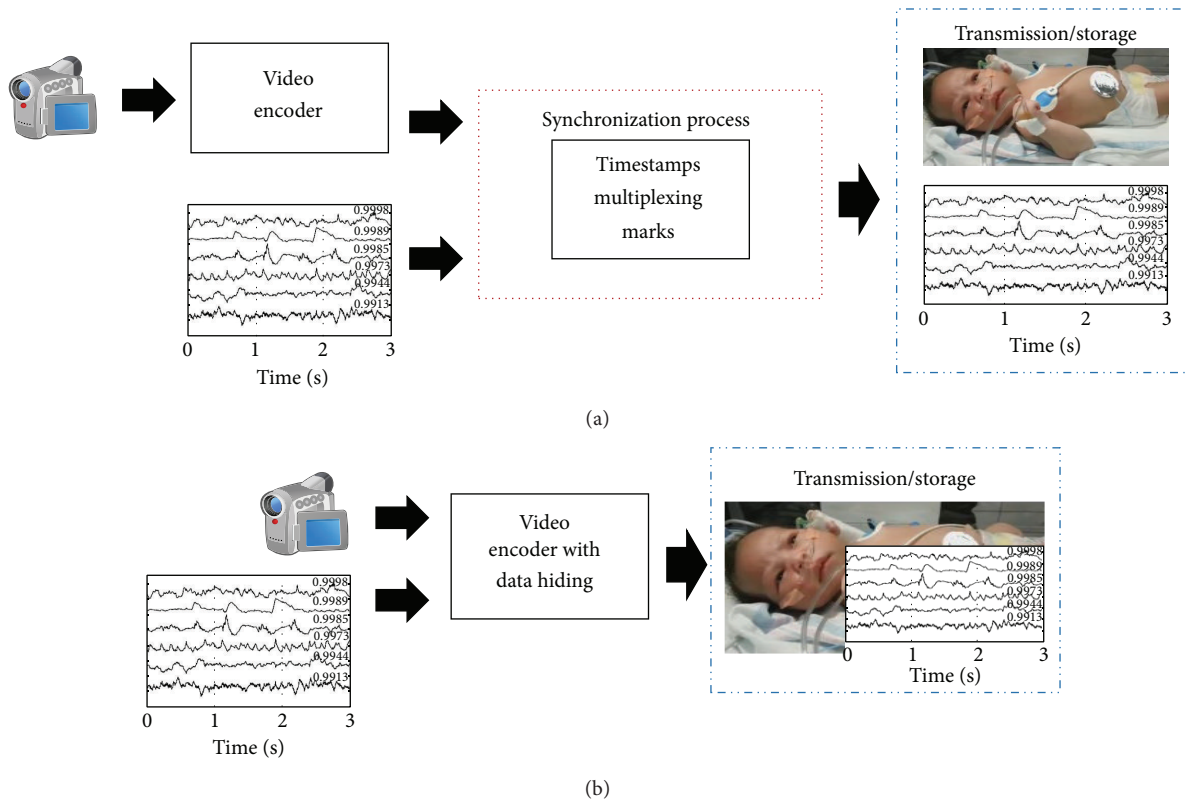 Transmission/storage
Video
encoder
Synchronization process
Timestamps
multiplexing
marks
0.9998
0.9989
0.9985
0.9973
0.9944
0.9913
0 1 2 3
Time (s)
0.9998
0.9989
0.9985
0.9973
0.9944
0.9913
0 1 2 3
Time (s)
(a)
Transmission/storage
Video
encoder with
data hiding
0.9998
0.9989
0.9985
0.9973
0.9944
0.9913
0 1 2 3
Time (s)
0.9998
0.9989
0.9985
0.9973
0.9944
0.9913
0 1 2 3
Time (s)
(b)